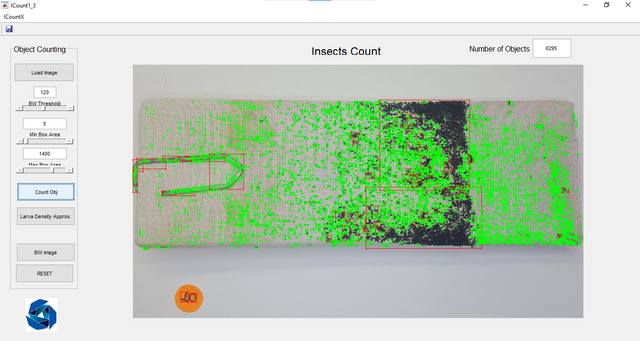 ICount1_3
ICountX
Object Counting
Insects Count
Number of Objects
6295
Load Image
120
BW Threshold
5
Min Box Area
1400
Max Box Area
Count Obj
Larva Density Approx.
BW Image
RESET
40